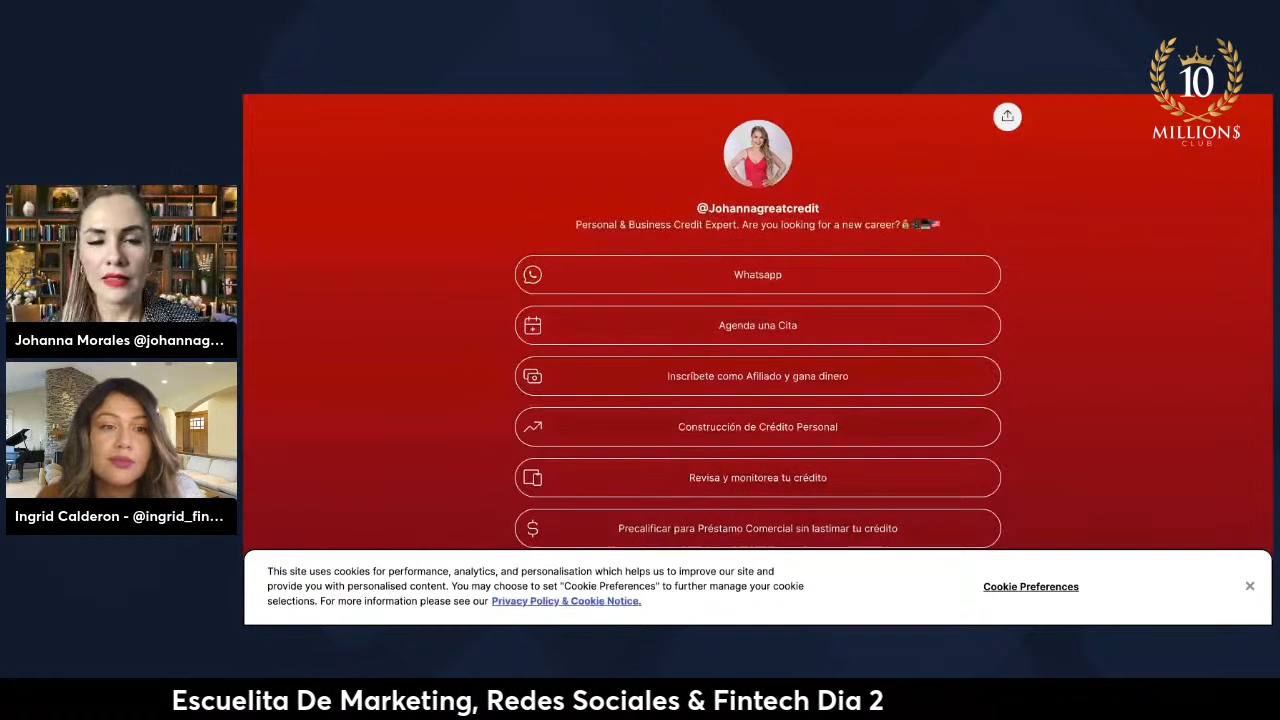 10
MILLION$
CLUB
@Johannagreatcredit
Personal & Business Credit Expert. Are you looking for a new career?
Whatsapp
Agenda una Cita
Inscríbete como Afiliado y gana dinero
Construcción de Crédito Personal
Revisa y monitorea tu crédito
Precalificar para Préstamo Comercial sin lastimar tu crédito
Johanna Morales @johannag...
Ingrid Calderon - @ingrid_fin...
This site uses cookies for performance, analytics, and personalisation which helps us to improve our site and
provide you with personalised content. You may choose to set "Cookie Preferences" to further manage your cookie
selections. For more information please see our Privacy Policy & Cookie Notice.
Cookie Preferences
Escuelita De Marketing, Redes Sociales & Fintech Dia 2